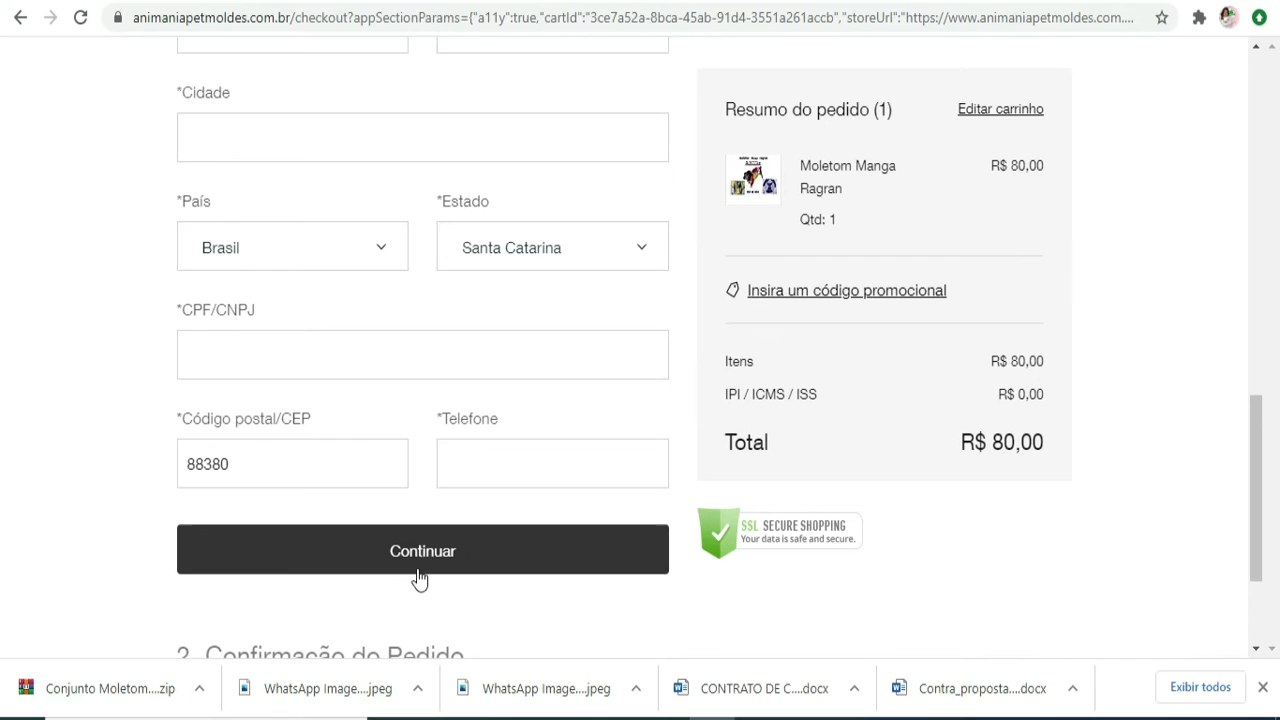 animaniapetmoldes.com.br/checkout?appSectionParams={"a11y":true,"cartId":"3ce7a52a-8bca-45ab-91d4-3551a261accb","storeUrl":"https://www.animaniapetmoldes.com....
*Cidade
*País
*Estado
Brasil
Santa Catarina
*CPF/CNPJ
*Código postal/CEP
*Telefone
88380
Continuar
2. Confirmação do Pedido
Resumo do pedido (1)
Editar carrinho
Moletom Manga
Ragran
R$ 80,00
Qtd: 1
Insira um código promocional
Itens
R$ 80,00
IPI / ICMS / ISS
R$ 0,00
Total
R$ 80,00
SSL SECURE SHOPPING
Your data is safe and secure.
Conjunto Moletom....zip
WhatsApp Image....jpeg
WhatsApp Image....jpeg
CONTRATO DE C....docx
Contra_proposta....docx
Exibir todos